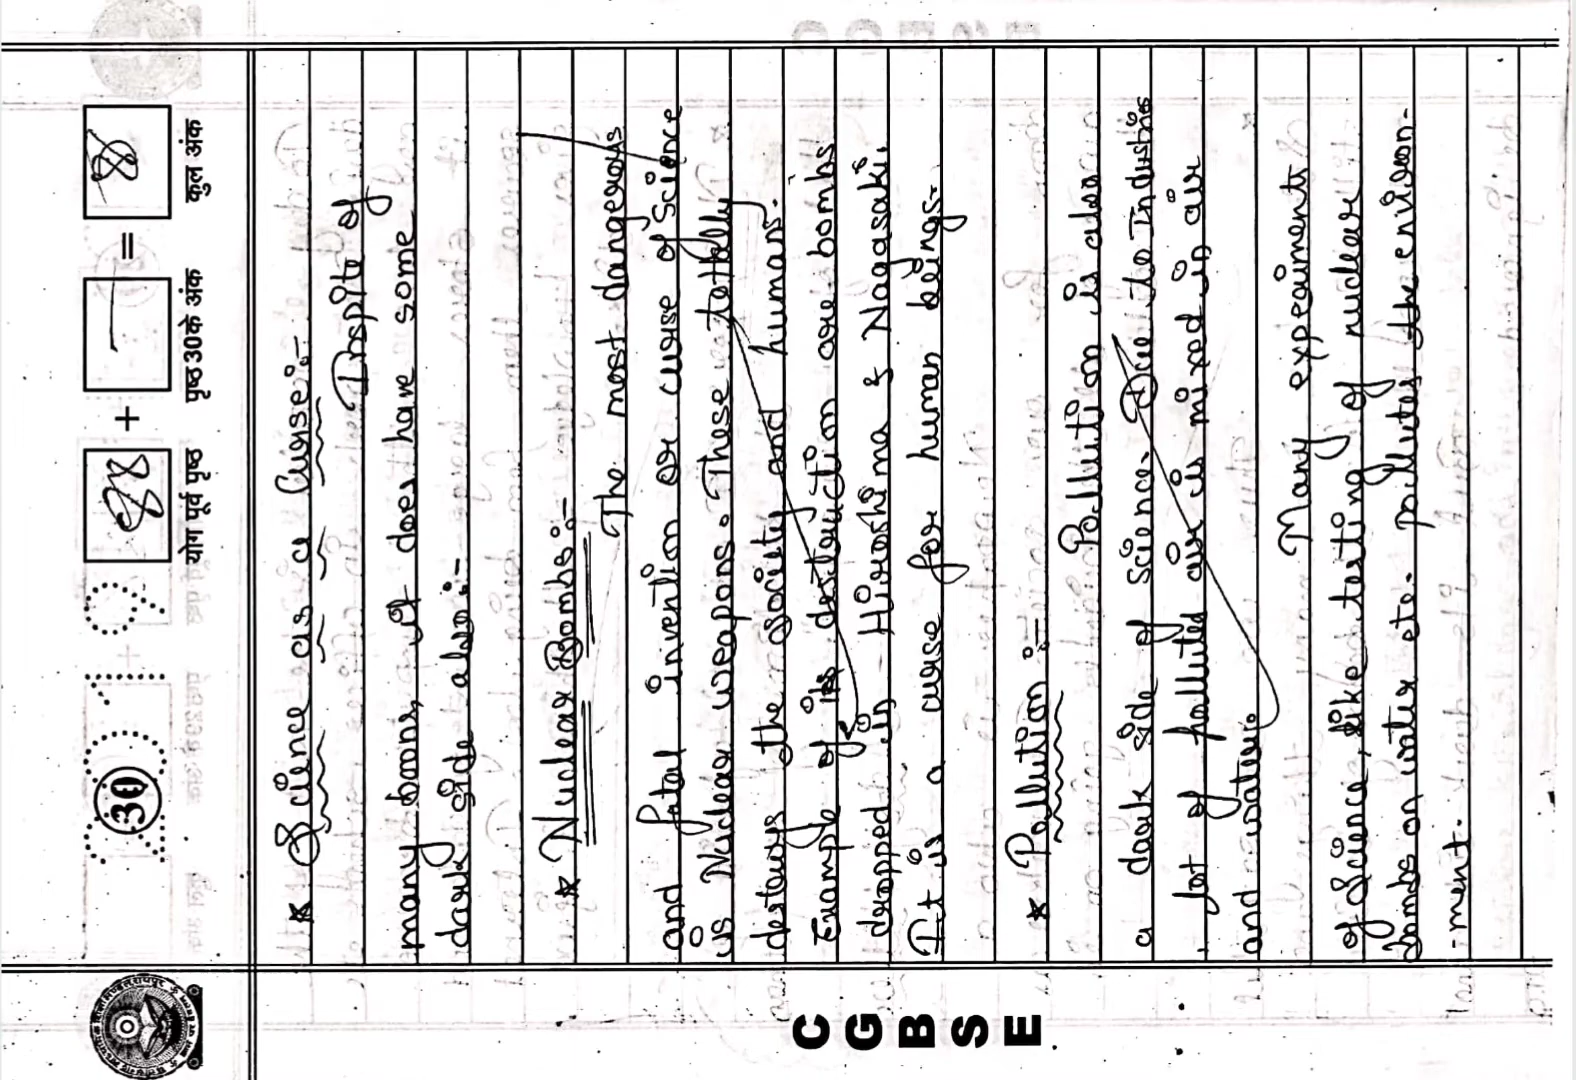 30
योग पूर्व पृष्ठ + पृष्ठ 30 के अंक = कुल अंक
* Science as a Curse:-
Inspite of
many boons, it does have some
dark side also:-
* Nuclear Bombs:-
The most dangerous
and fatal invention or curse of Science
is Nuclear weapons. These totally
destroys the society and humans.
Example of its destruction are bombs
dropped in Hiroshima & Nagasaki.
It is a curse for human beings.
* Pollution :-
Pollution is also
a dark side of science. Due to Industries
lot of polluted air is mixed in air
and water.
Many expeiments
of Science, like testing of nuclear
bombs on water etc. pollutes the environ-
-ment.
CGBSE